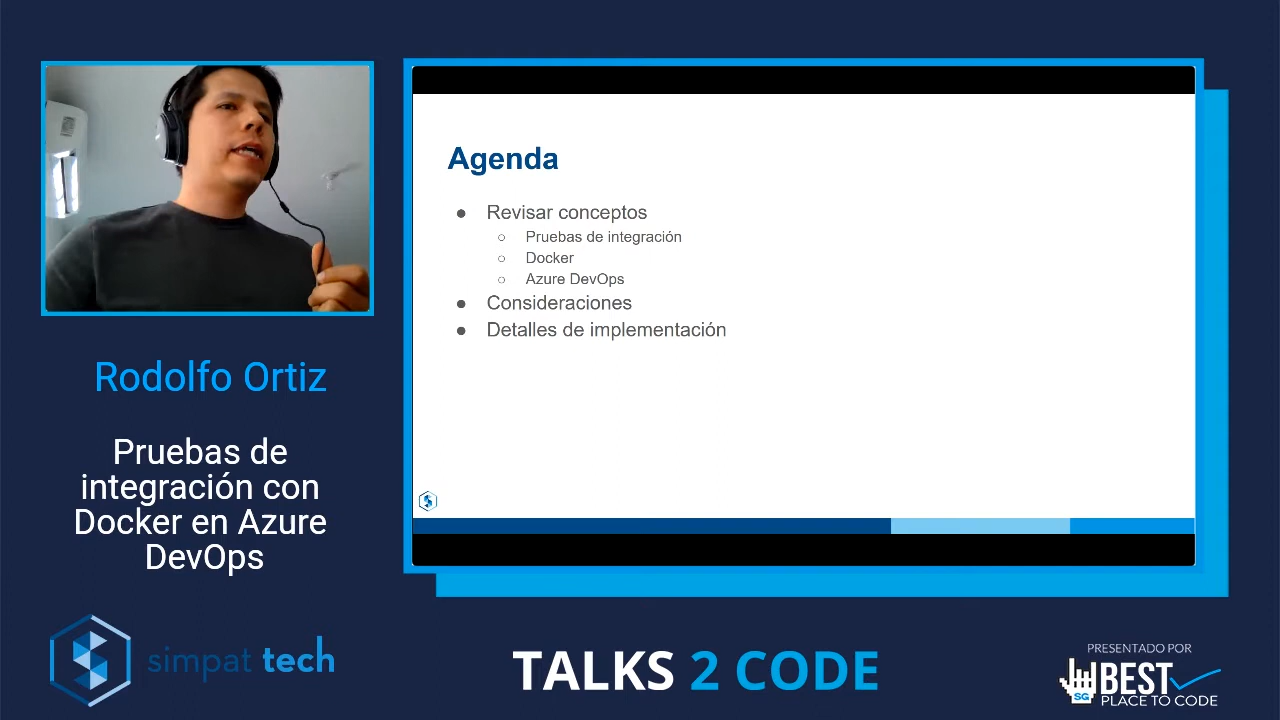 Agenda
● Revisar conceptos
○ Pruebas de integración
○ Docker
○ Azure DevOps
● Consideraciones
● Detalles de implementación
Rodolfo Ortiz
Pruebas de
integración con
Docker en Azure
DevOps
simpat tech
TALKS 2 CODE
PRESENTADO POR
SG
BEST
PLACE TO CODE